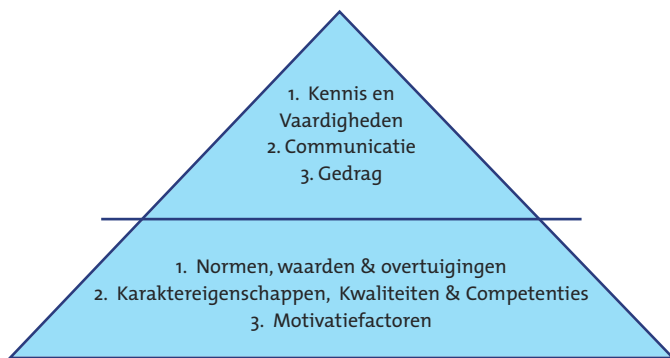 1. Kennis en
Vaardigheden
2. Communicatie
3. Gedrag
1. Normen, waarden & overtuigingen
2. Karaktereigenschappen, Kwaliteiten & Competenties
3. Motivatiefactoren